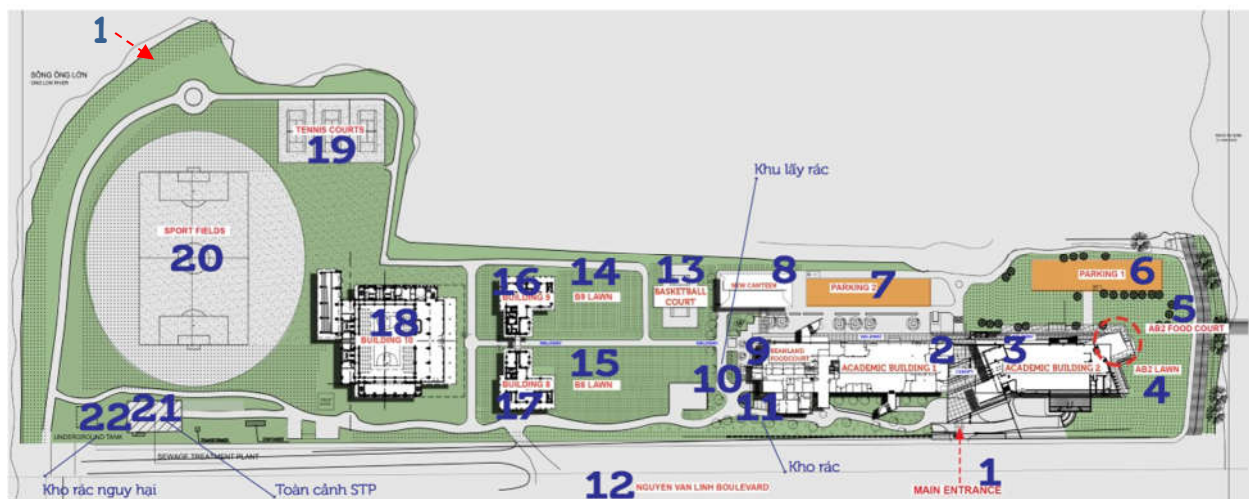 1
SÔNG ÔNG LỚN
ONG LON RIVER
TENNIS COURTS
19
Khu lấy rác
SPORT FIELDS
20
16
BUILDING 9
14
B9 LAWN
13
BASKETBALL
COURT
8
NEW CANTEEN
7
PARKING 2
6
PARKING 1
5
AB2 FOOD COURT
18
BUILDING 10
15
B8 LAWN
BUILDING 8
17
9
BEANLAND
FOODCOURT
10
11
ACADEMIC BUILDING 1
2
3
ACADEMIC BUILDING 2
AB2 LAWN
4
22
21
UNDERGROUND TANK
SEWAGE TREATMENT PLANT
Kho rác nguy hại
Toàn cảnh STP
12
NGUYEN VAN LINH BOULEVARD
Kho rác
1
MAIN ENTRANCE